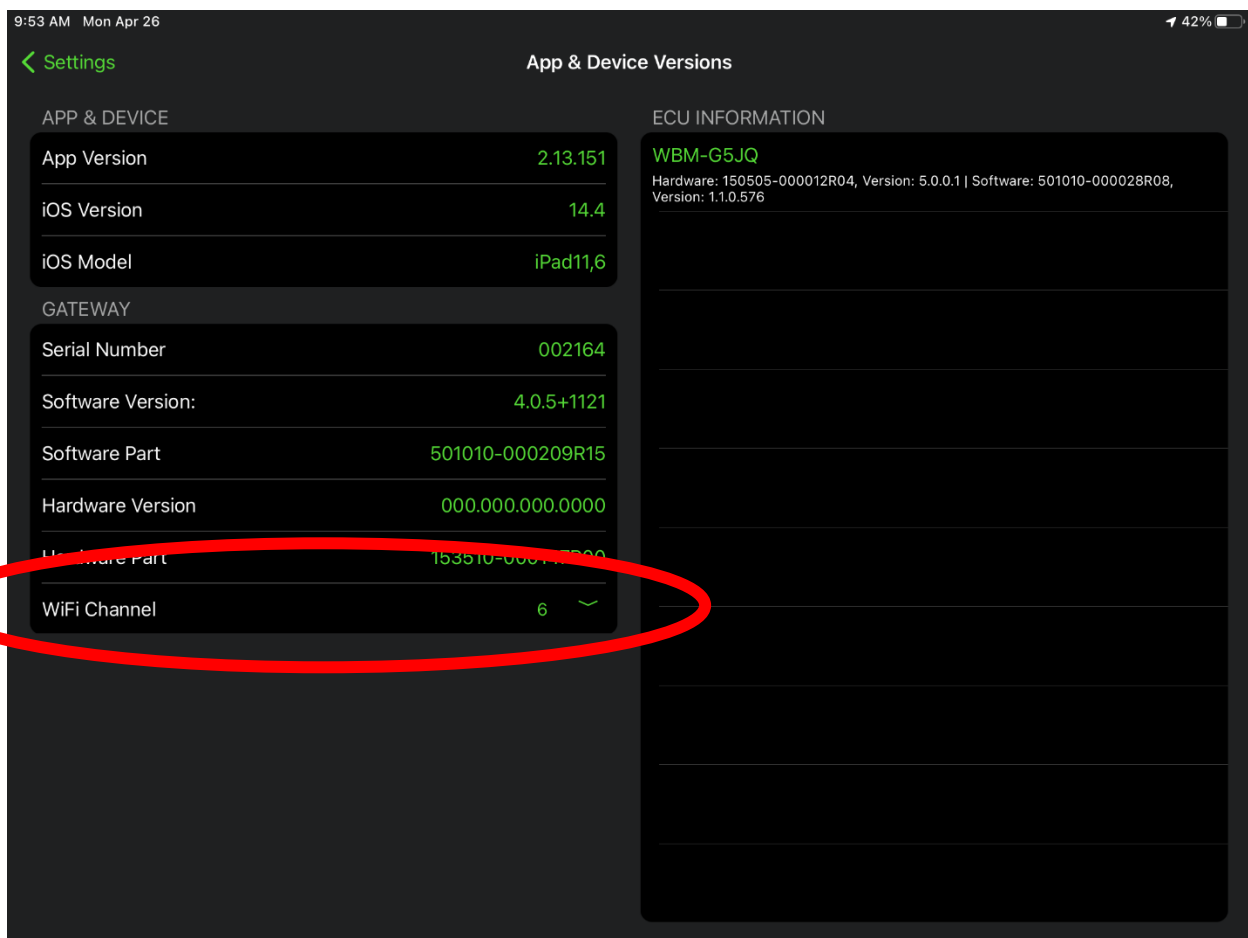 9:53 AM Mon Apr 26
42%
Settings
App & Device Versions
APP & DEVICE
App Version 2.13.151
iOS Version 14.4
iOS Model iPad11,6
GATEWAY
Serial Number 002164
Software Version: 4.0.5+1121
Software Part 501010-000209R15
Hardware Version 000.000.000.0000
Hardware Part
WiFi Channel 6
ECU INFORMATION
WBM-G5JQ
Hardware: 150505-000012R04, Version: 5.0.0.1 | Software: 501010-000028R08,
Version: 1.1.0.576